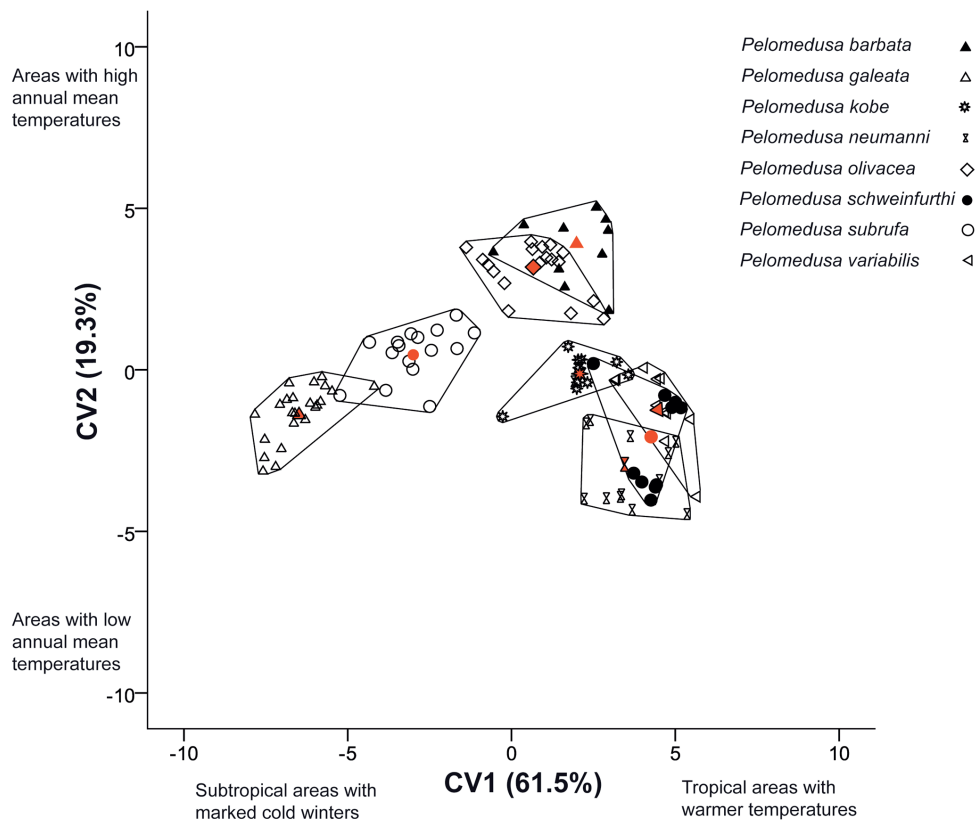 Areas with high
annual mean
temperatures
Areas with low
annual mean
temperatures
CV2 (19.3%)
10
5
0
-5
-10
-10
-5
0
5
10
CV1 (61.5%)
Subtropical areas with
marked cold winters
Tropical areas with
warmer temperatures
Pelomedusa barbata
Pelomedusa galeata
Pelomedusa kobe
Pelomedusa neumanni
Pelomedusa olivacea
Pelomedusa schweinfurthi
Pelomedusa subrufa
Pelomedusa variabilis